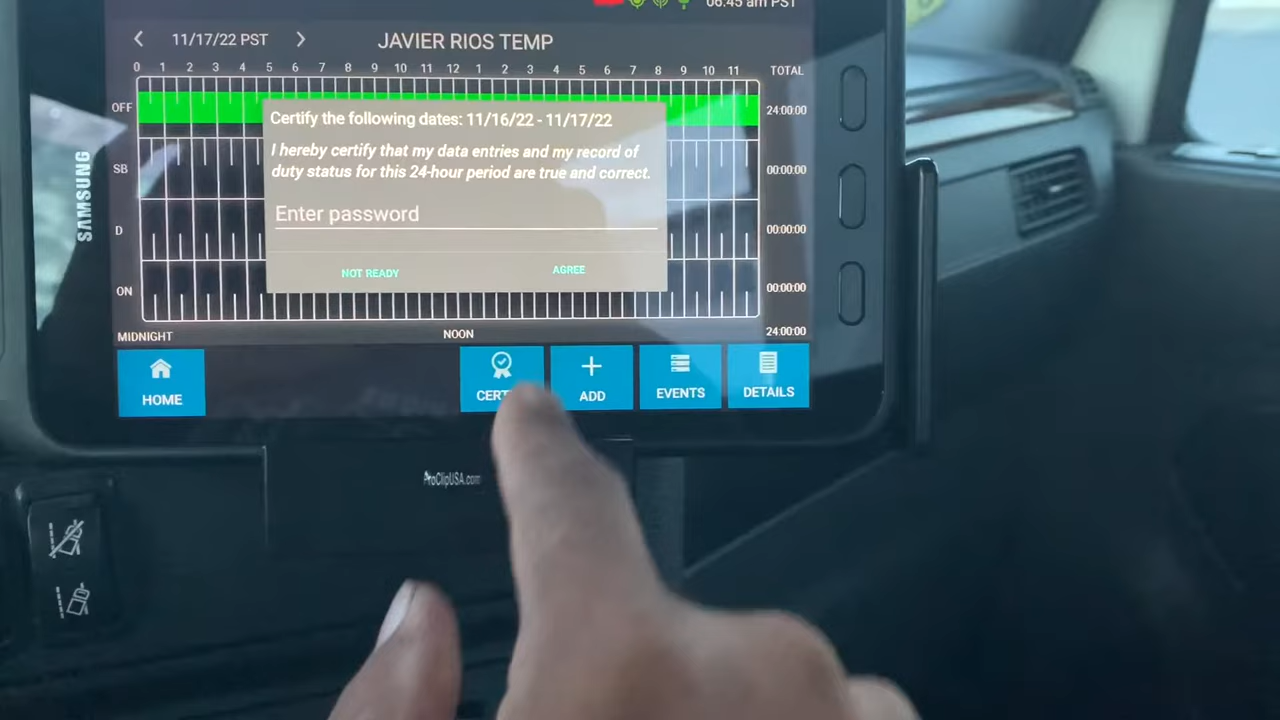 06:45 am PST
11/17/22 PST
JAVIER RIOS TEMP
0 1 2 3 4 5 6 7 8 9 10 11 12 1 2 3 4 5 6 7 8 9 10 11 TOTAL
OFF 24:00:00
SB 00:00:00
D 00:00:00
ON 00:00:00
MIDNIGHT NOON 24:00:00
Certify the following dates: 11/16/22 - 11/17/22
I hereby certify that my data entries and my record of
duty status for this 24-hour period are true and correct.
Enter password
NOT READY AGREE
HOME ADD EVENTS DETAILS
SAMSUNG
ProClipUSA.com